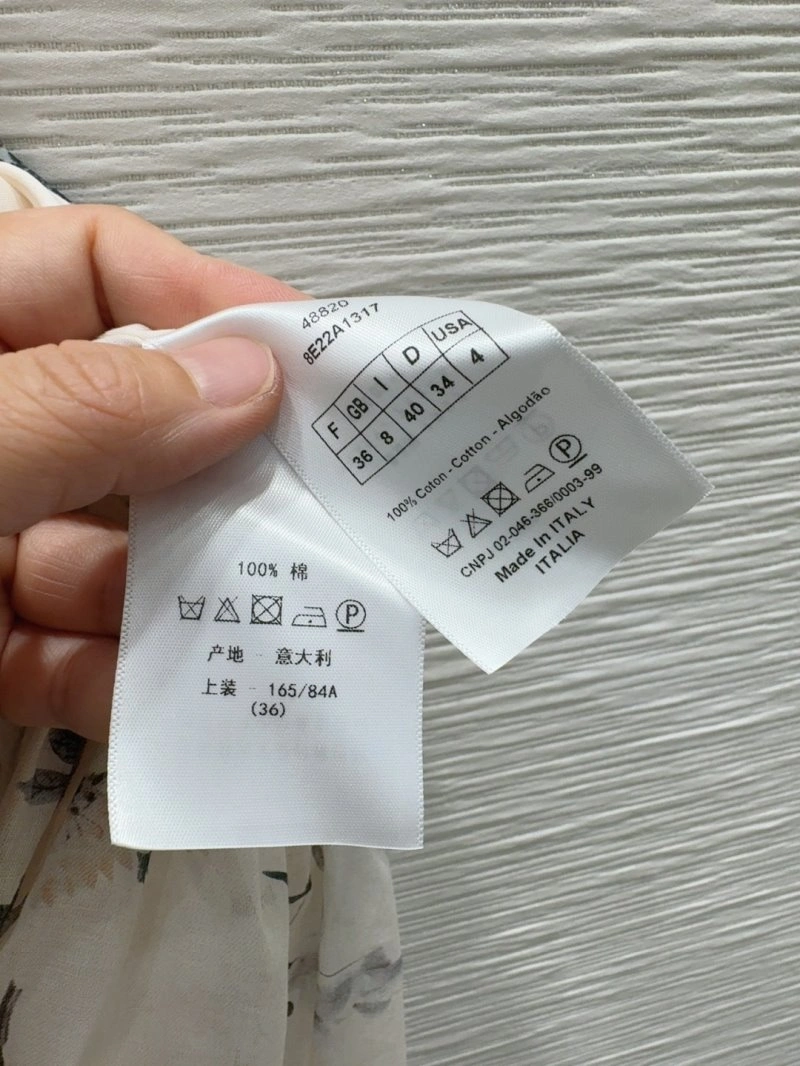 48820
8E22A1317
F GB I D USA
36 8 40 34 4
100% Coton - Cotton - Algodão
P
CNPJ 02-046-366/0003-99
Made In ITALY
ITALIA
100% 棉
P
产地 - 意大利
上装 - 165/84A
(36)